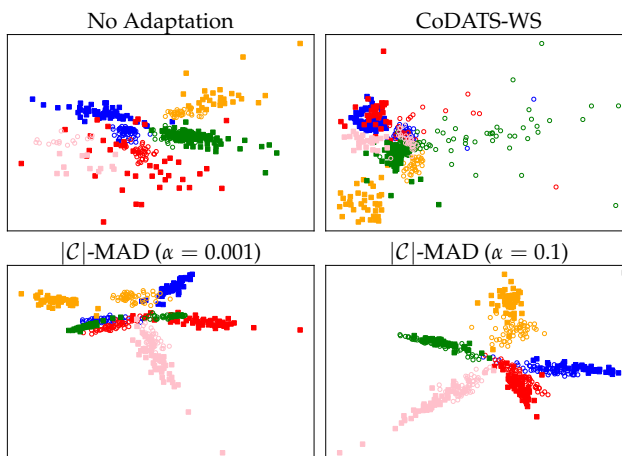 No Adaptation
CoDATS-WS
|𝒞|-MAD (α = 0.001)
|𝒞|-MAD (α = 0.1)